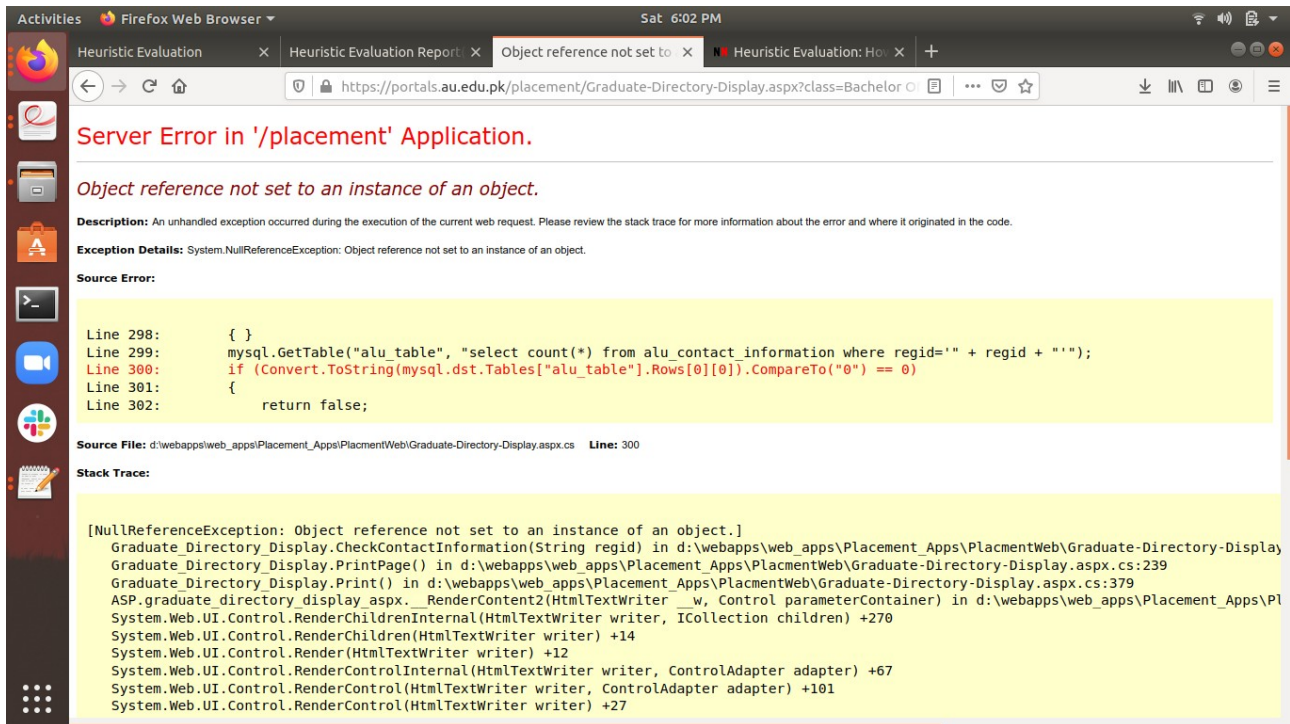 Activities Firefox Web Browser Sat 6:02 PM
Heuristic Evaluation Heuristic Evaluation Report Object reference not set to Heuristic Evaluation: How
https://portals.au.edu.pk/placement/Graduate-Directory-Display.aspx?class=Bachelor O
Server Error in '/placement' Application.
Object reference not set to an instance of an object.
Description: An unhandled exception occurred during the execution of the current web request. Please review the stack trace for more information about the error and where it originated in the code.
Exception Details: System.NullReferenceException: Object reference not set to an instance of an object.
Source Error:
Line 298: { }
Line 299: mysql.GetTable("alu_table", "select count(*) from alu_contact_information where regid='" + regid + "'");
Line 300: if (Convert.ToString(mysql.dst.Tables["alu_table"].Rows[0][0]).CompareTo("0") == 0)
Line 301: {
Line 302: return false;
Source File: d:\webapps\web_apps\Placement_Apps\PlacmentWeb\Graduate-Directory-Display.aspx.cs Line: 300
Stack Trace:
[NullReferenceException: Object reference not set to an instance of an object.]
Graduate_Directory_Display.CheckContactInformation(String regid) in d:\webapps\web_apps\Placement_Apps\PlacmentWeb\Graduate-Directory-Display
Graduate_Directory_Display.PrintPage() in d:\webapps\web_apps\Placement_Apps\PlacmentWeb\Graduate-Directory-Display.aspx.cs:239
Graduate_Directory_Display.Print() in d:\webapps\web_apps\Placement_Apps\PlacmentWeb\Graduate-Directory-Display.aspx.cs:379
ASP.graduate_directory_display_aspx.__RenderContent2(HtmlTextWriter __w, Control parameterContainer) in d:\webapps\web_apps\Placement_Apps\Pl
System.Web.UI.Control.RenderChildrenInternal(HtmlTextWriter writer, ICollection children) +270
System.Web.UI.Control.RenderChildren(HtmlTextWriter writer) +14
System.Web.UI.Control.Render(HtmlTextWriter writer) +12
System.Web.UI.Control.RenderControlInternal(HtmlTextWriter writer, ControlAdapter adapter) +67
System.Web.UI.Control.RenderControl(HtmlTextWriter writer, ControlAdapter adapter) +101
System.Web.UI.Control.RenderControl(HtmlTextWriter writer) +27